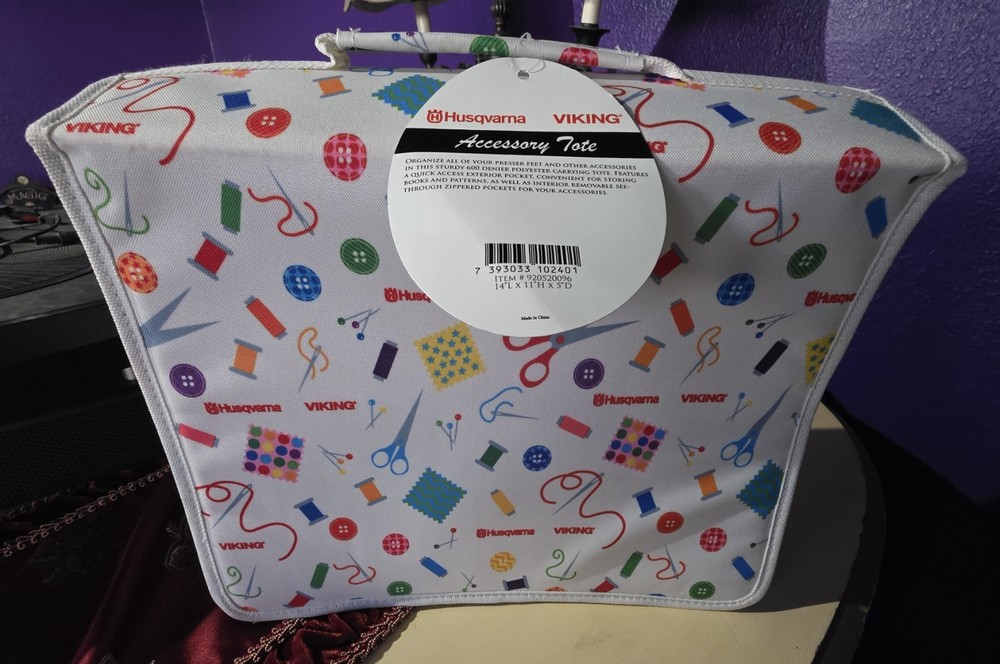 Husqvarna VIKING
Accessory Tote
Organize all of your presser feet and other accessories
in this sturdy 600 denier polyester carrying tote. Features
a quick access exterior pocket, convenient for storing
books and patterns, as well as interior removable see-
through zippered pockets for your accessories.
7 393033 102401
Item # 920520096
14"L x 11"H x 5"D
Made in China
VIKING
MAGIC
Husq
Husqvarna
Husqvarna VIKING
Husqvarna VIKING
Husqvarna VIKING
VIKING